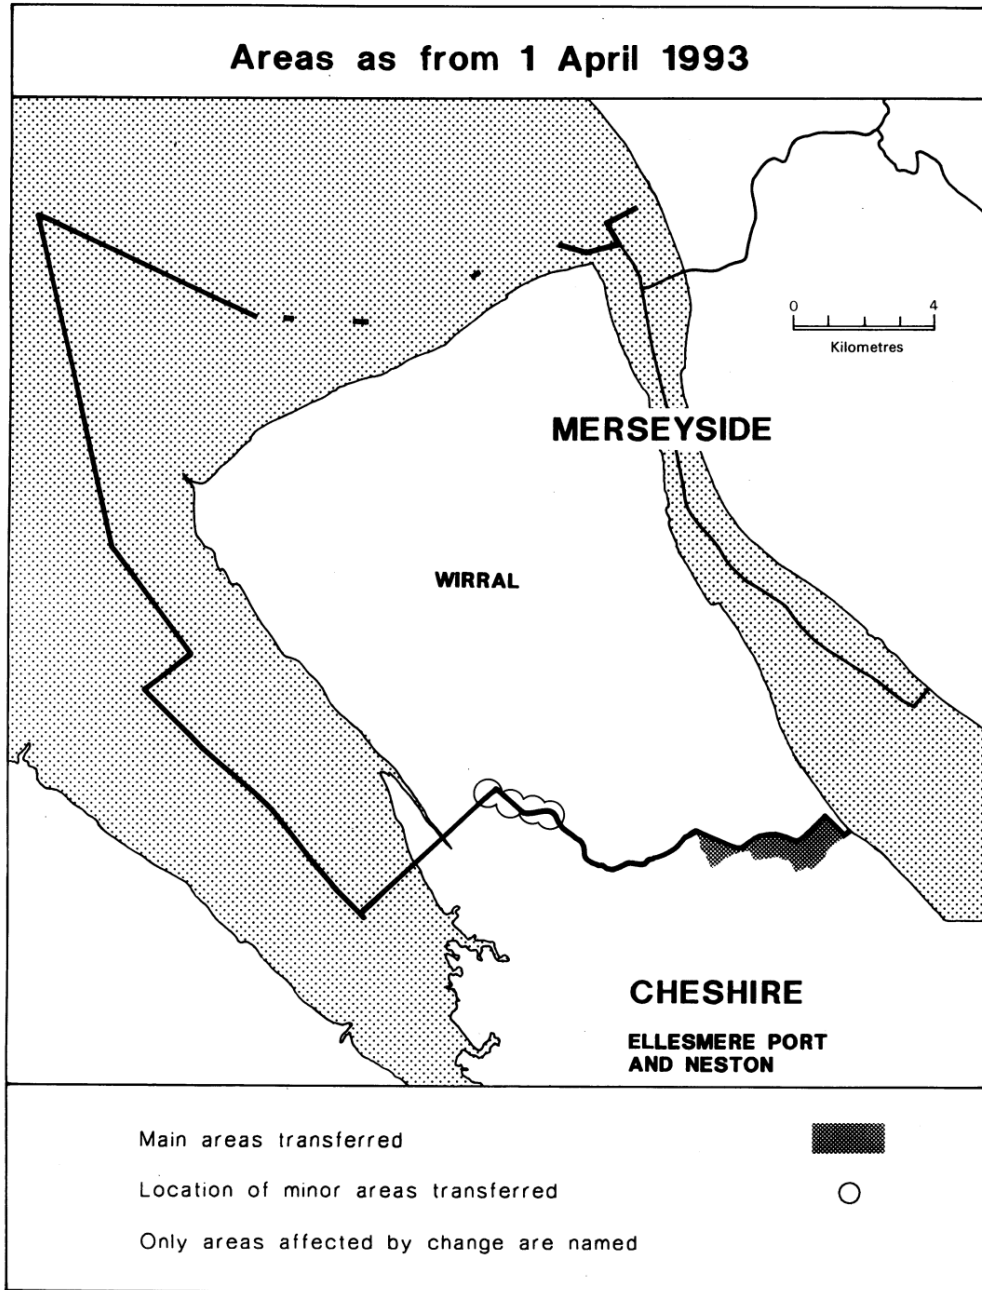 Areas as from 1 April 1993
0 4
Kilometres
MERSEYSIDE
WIRRAL
CHESHIRE
ELLESMERE PORT
AND NESTON
Main areas transferred
Location of minor areas transferred
Only areas affected by change are named